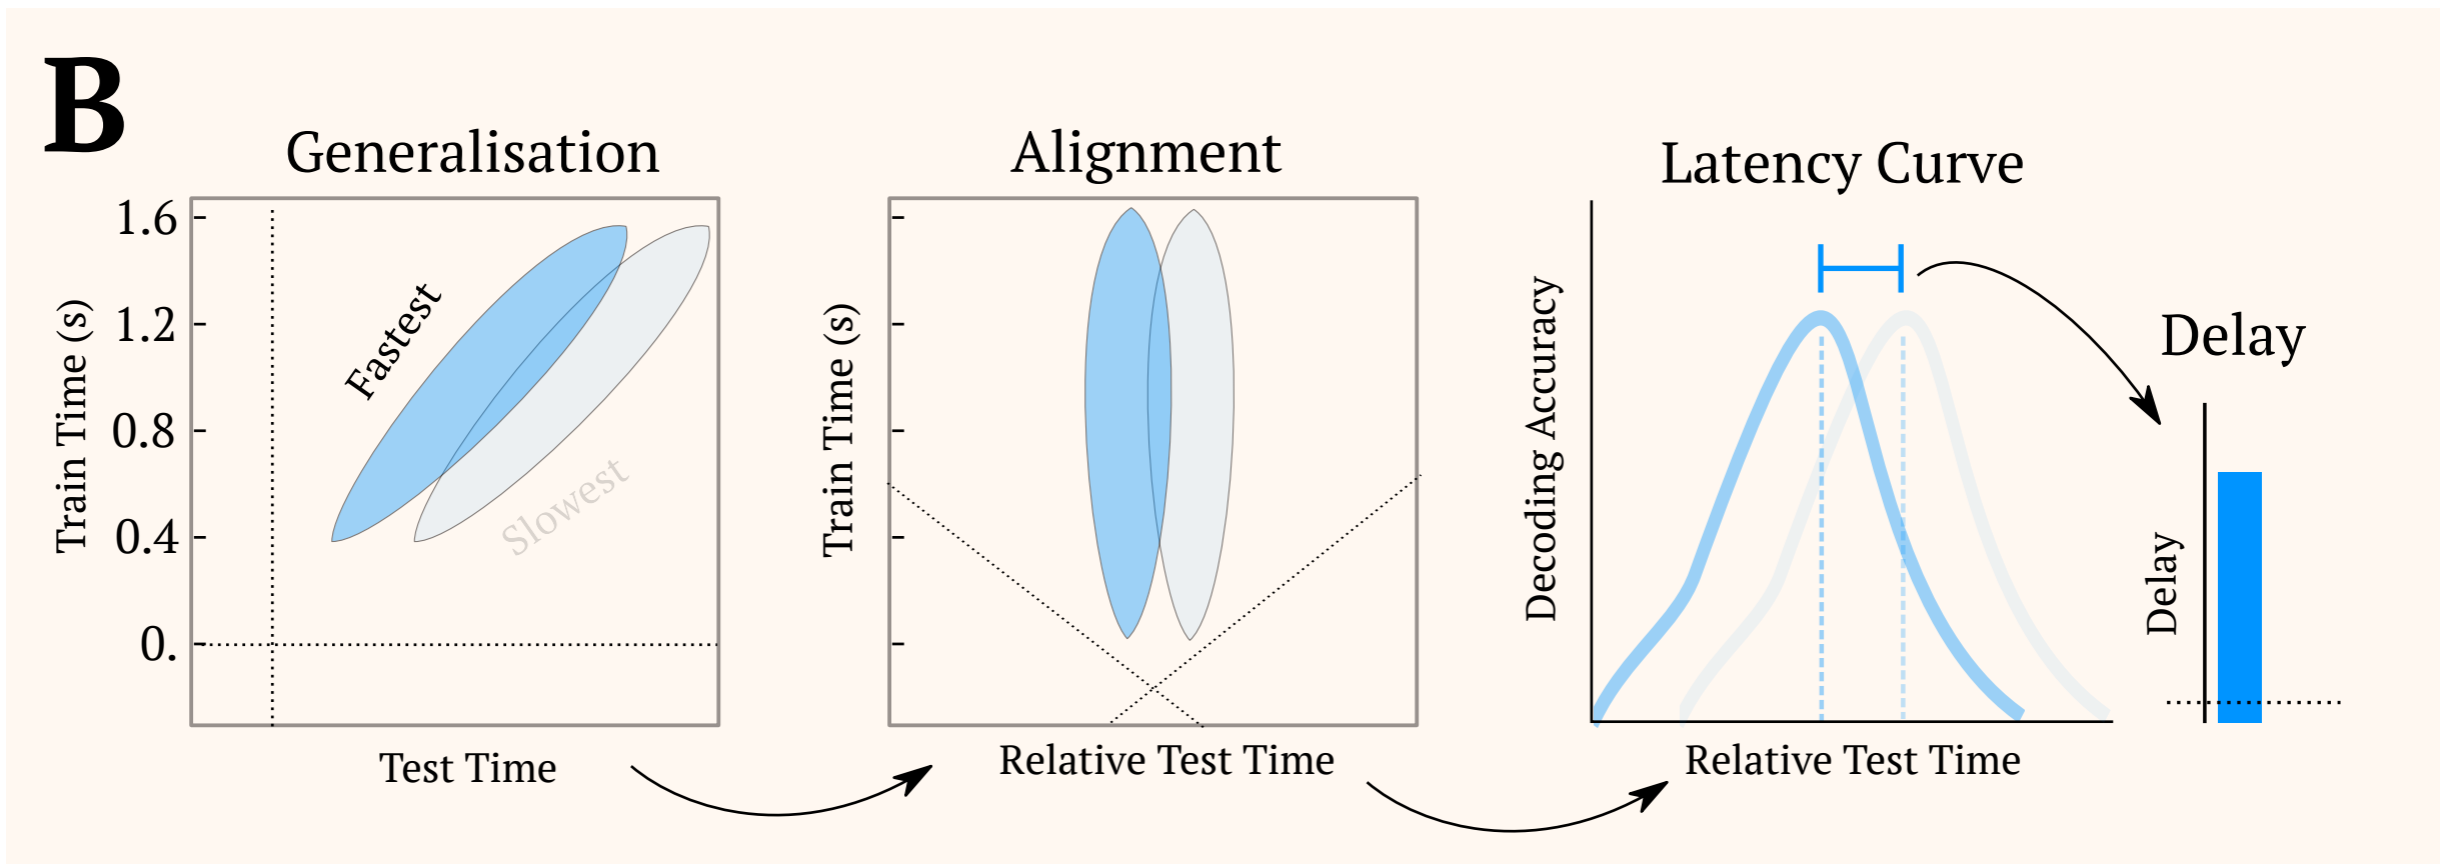 B
Generalisation
Train Time (s)
1.6
1.2
0.8
0.4
0.
Fastest
Slowest
Test Time
Alignment
Train Time (s)
Relative Test Time
Latency Curve
Decoding Accuracy
Relative Test Time
Delay
Delay